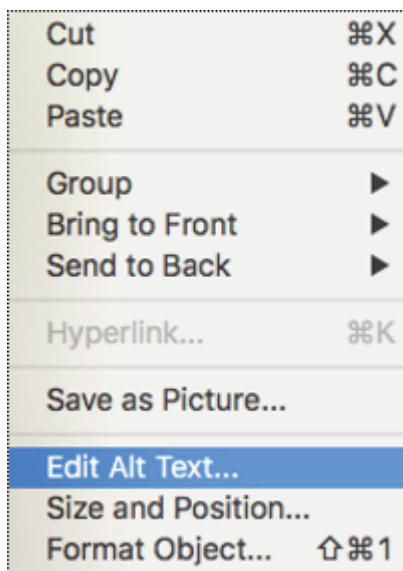 Cut ⌘X
Copy ⌘C
Paste ⌘V
Group ▶
Bring to Front ▶
Send to Back ▶
Hyperlink... ⌘K
Save as Picture...
Edit Alt Text...
Size and Position...
Format Object... ⇧⌘1